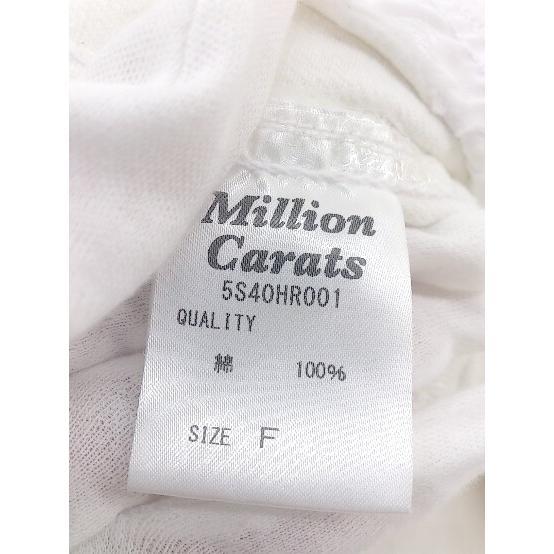 Million
Carats
5S40HR001
QUALITY
綿 100%
SIZE F